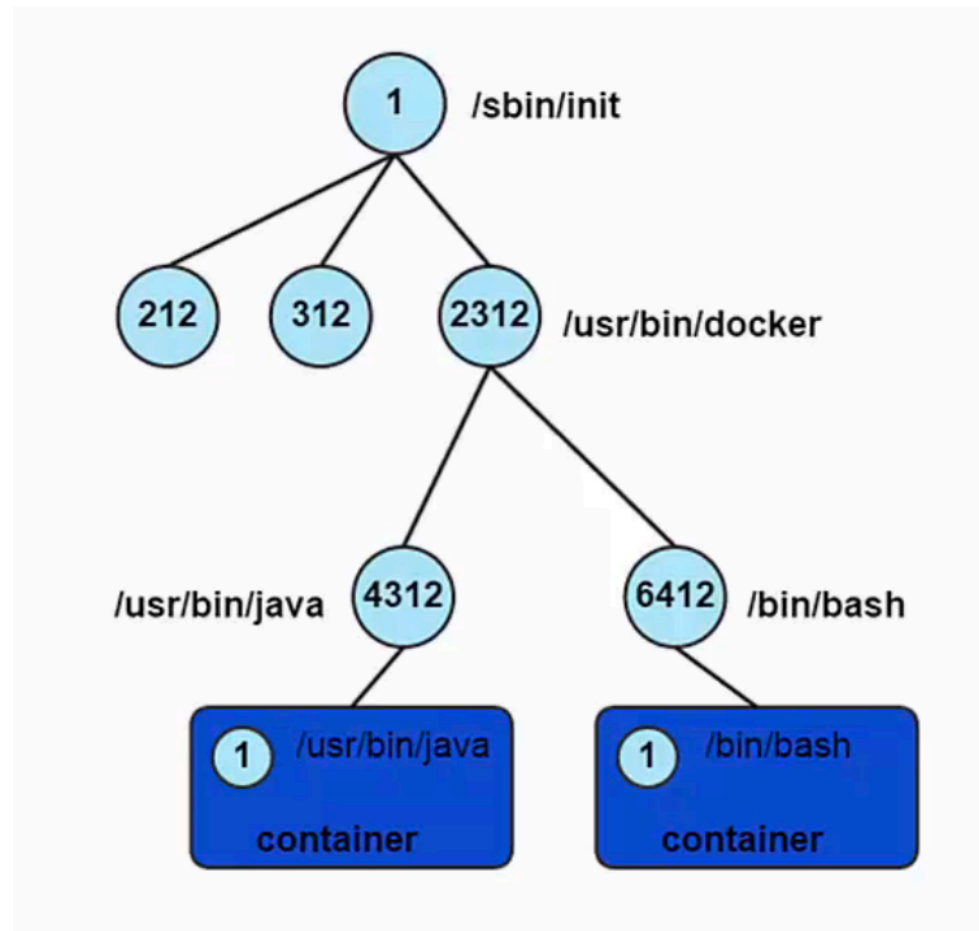 1 /sbin/init
212 312 2312 /usr/bin/docker
/usr/bin/java 4312 6412 /bin/bash
1 /usr/bin/java 1 /bin/bash
container container